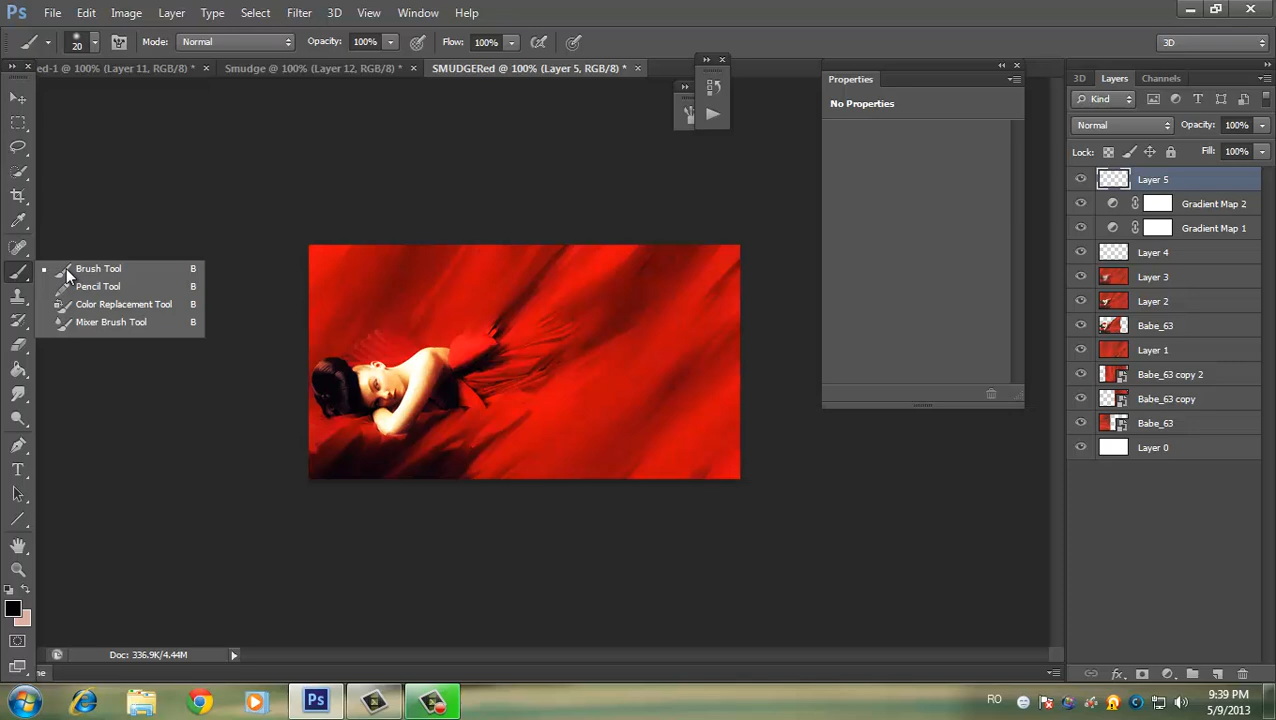 Ps File Edit Image Layer Type Select Filter 3D View Window Help
20 Mode: Normal Opacity: 100% Flow: 100% 3D
ed-1 @ 100% (Layer 11, RGB/8) * × Smudge @ 100% (Layer 12, RGB/8) * × SMUDGERed @ 100% (Layer 5, RGB/8) * ×
Properties
No Properties
3D Layers Channels
Kind
Normal Opacity: 100%
Lock: Fill: 100%
Layer 5
Gradient Map 2
Gradient Map 1
Layer 4
Layer 3
Layer 2
Babe_63
Layer 1
Babe_63 copy 2
Babe_63 copy
Babe_63
Layer 0
Brush Tool B
Pencil Tool B
Color Replacement Tool B
Mixer Brush Tool B
Doc: 336.9K/4.44M
ne
Ps
RO
9:39 PM
5/9/2013